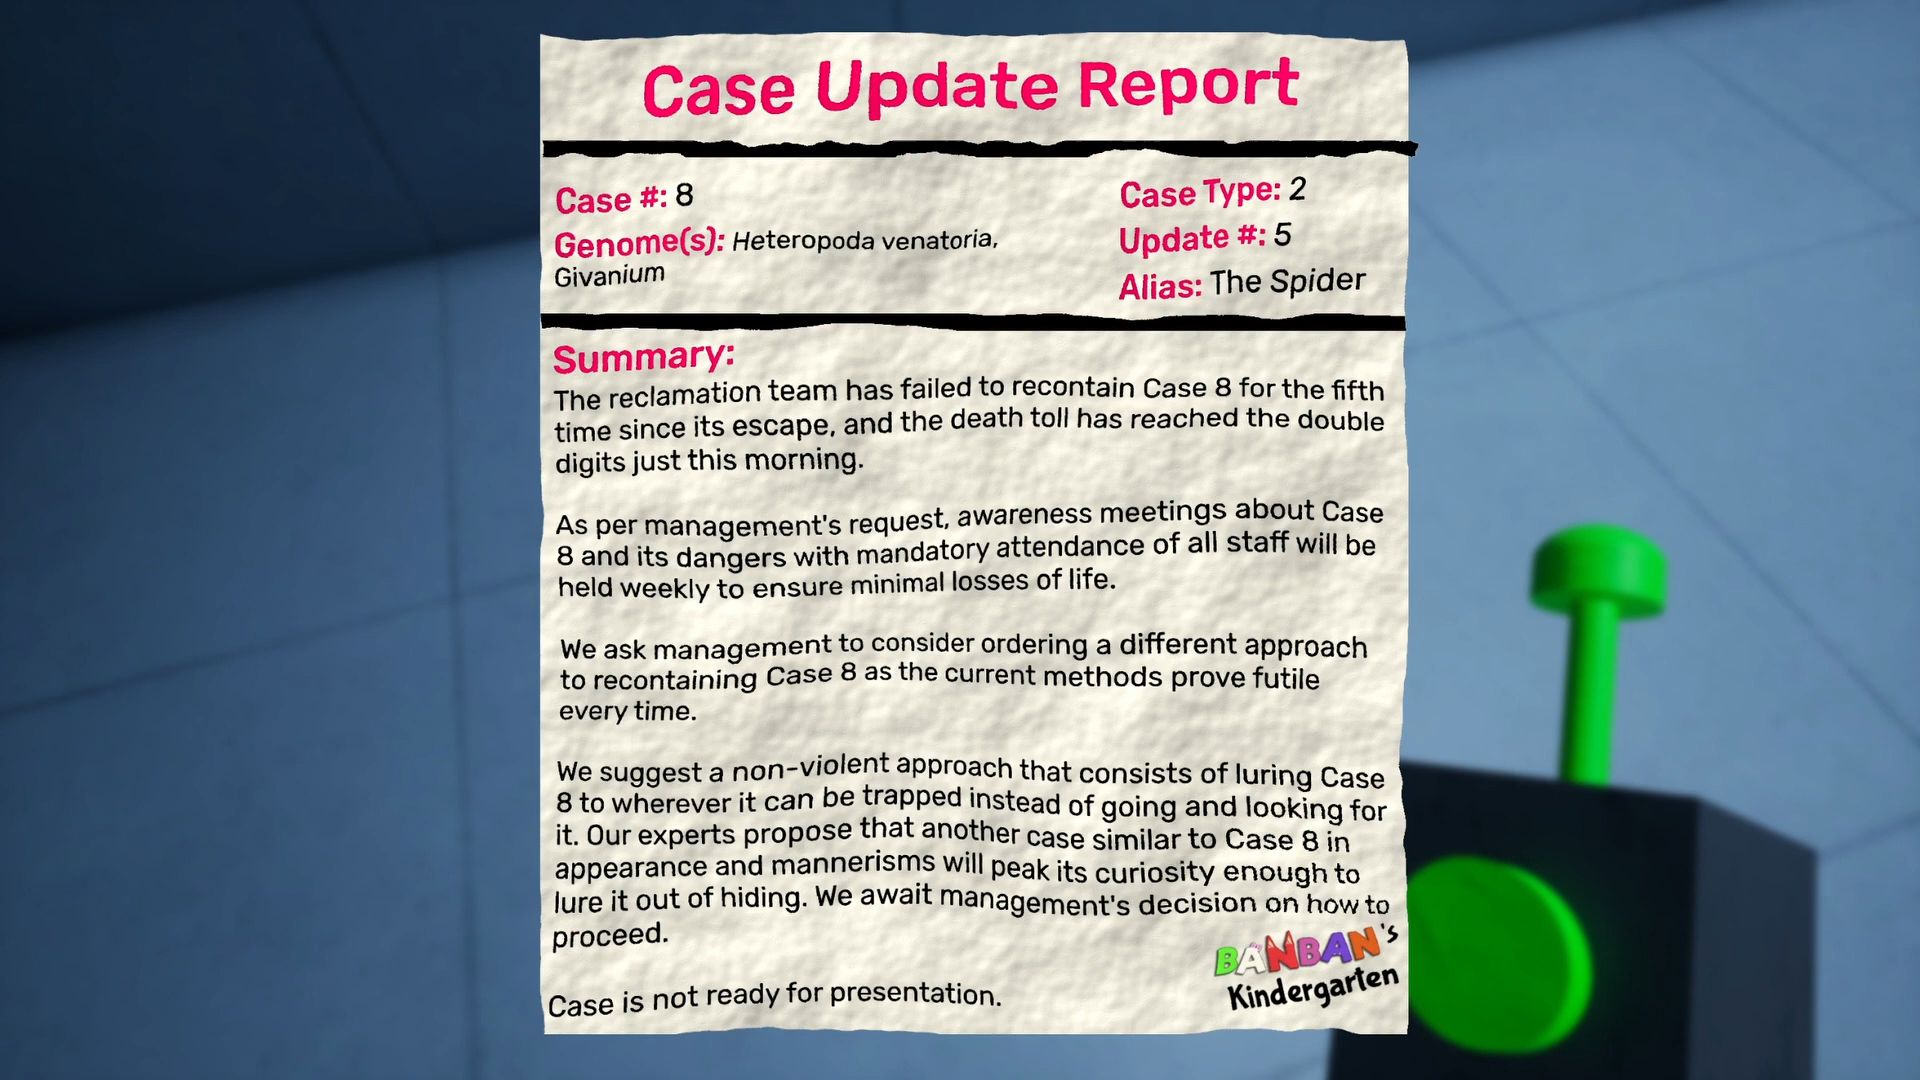 Case Update Report
Case #: 8
Genome(s): Heteropoda venatoria,
Givanium
Case Type: 2
Update #: 5
Alias: The Spider
Summary:
The reclamation team has failed to recontain Case 8 for the fifth
time since its escape, and the death toll has reached the double
digits just this morning.
As per management's request, awareness meetings about Case
8 and its dangers with mandatory attendance of all staff will be
held weekly to ensure minimal losses of life.
We ask management to consider ordering a different approach
to recontaining Case 8 as the current methods prove futile
every time.
We suggest a non-violent approach that consists of luring Case
8 to wherever it can be trapped instead of going and looking for
it. Our experts propose that another case similar to Case 8 in
appearance and mannerisms will peak its curiosity enough to
lure it out of hiding. We await management's decision on how to
proceed.
Case is not ready for presentation.
BANBAN's
Kindergarten